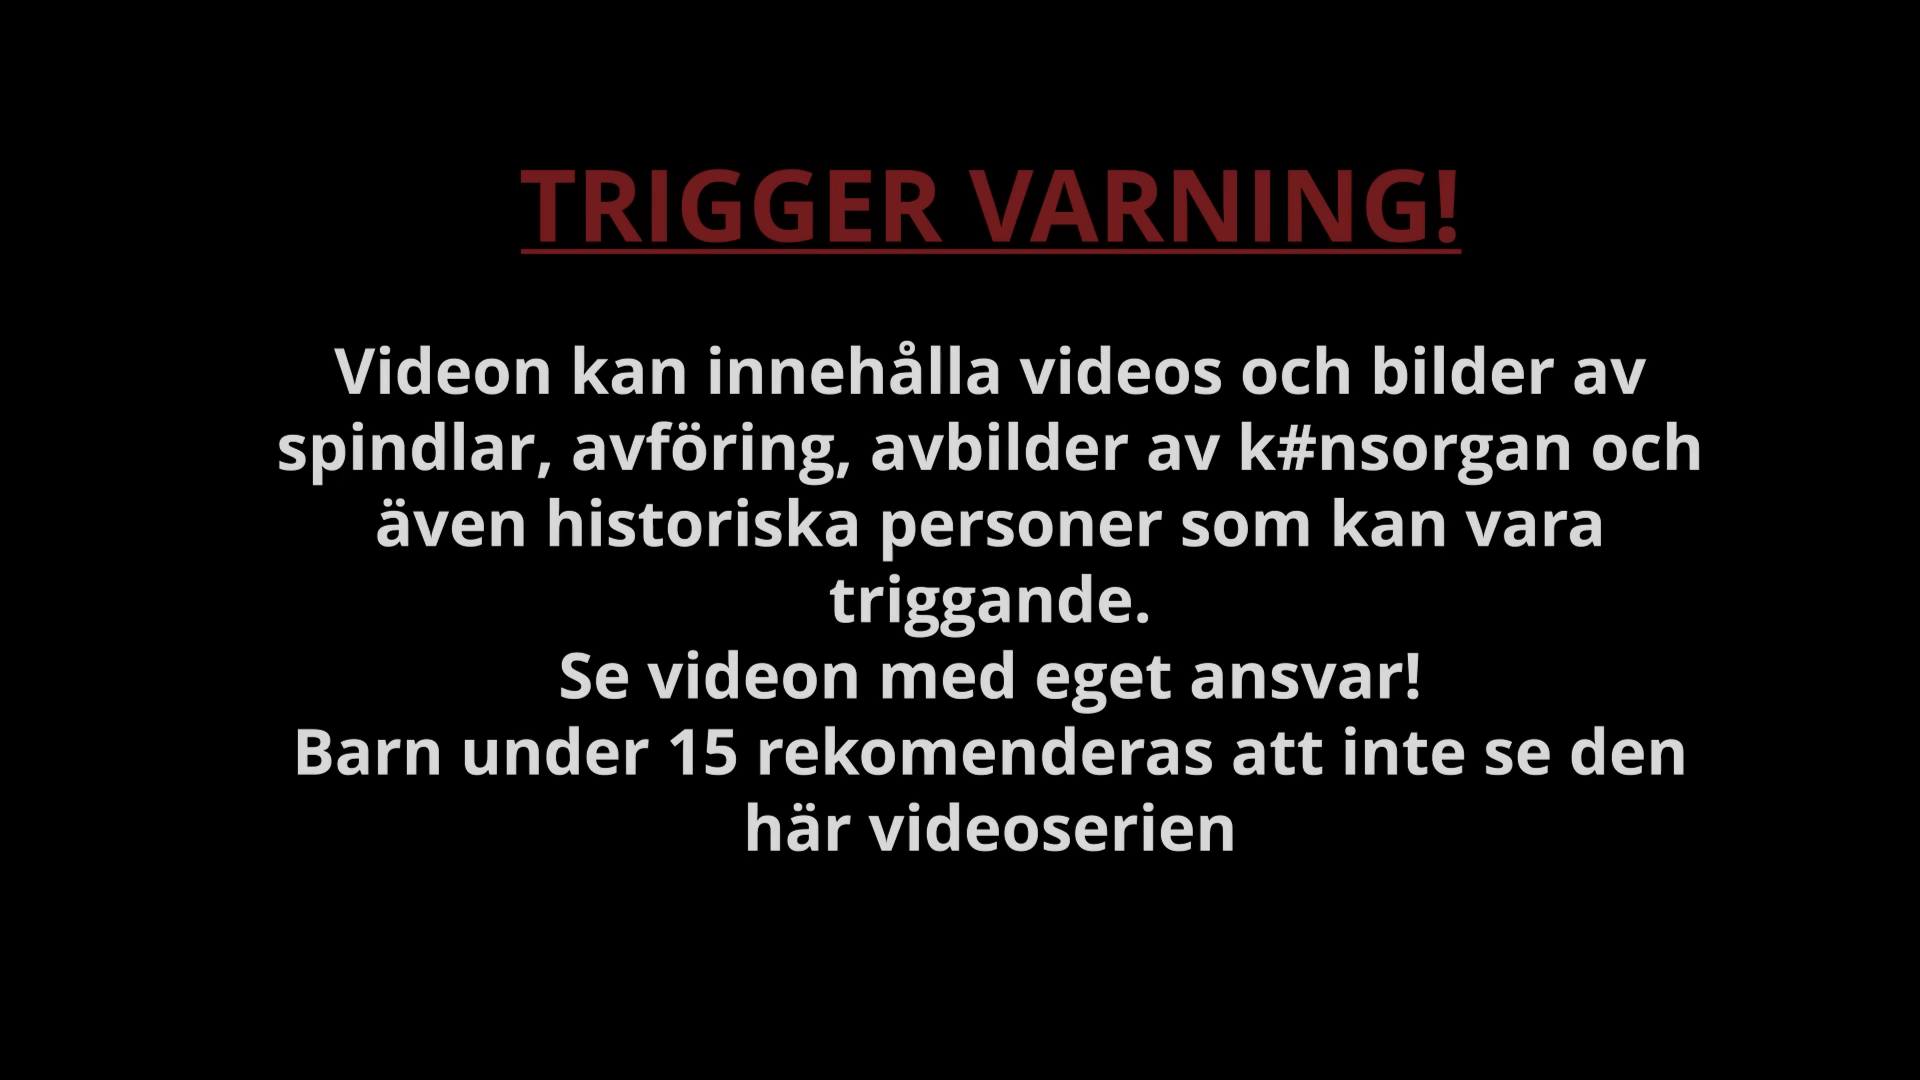 TRIGGER VARNING!
Videon kan innehålla videos och bilder av
spindlar, avföring, avbilder av k#nsorgan och
även historiska personer som kan vara
triggande.
Se videon med eget ansvar!
Barn under 15 rekomenderas att inte se den
här videoserien